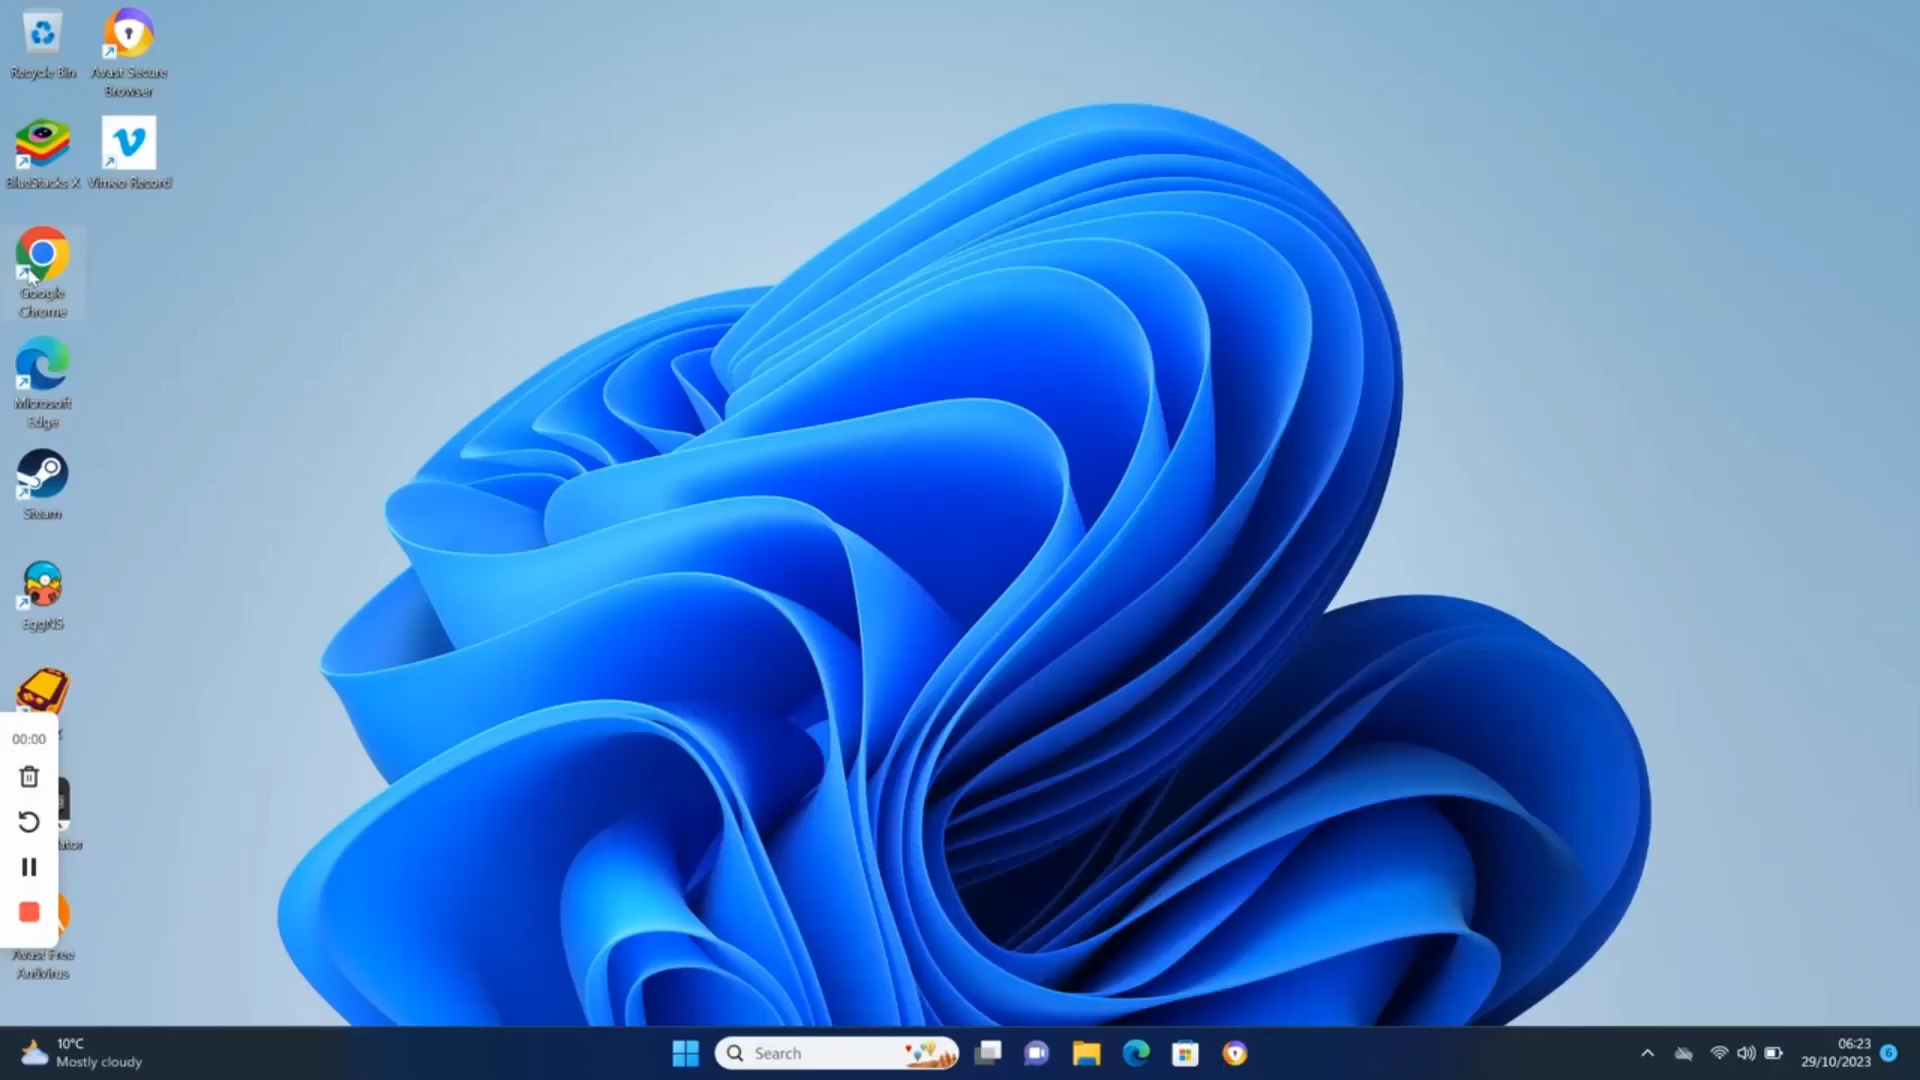 Recycle Bin
Avast Secure
Browser
BlueStacks X
Vimeo Record
Google
Chrome
Microsoft
Edge
Steam
EggNS
00:00
Avast Free
Antivirus
10°C
Mostly cloudy
Search
06:23
29/10/2023
6